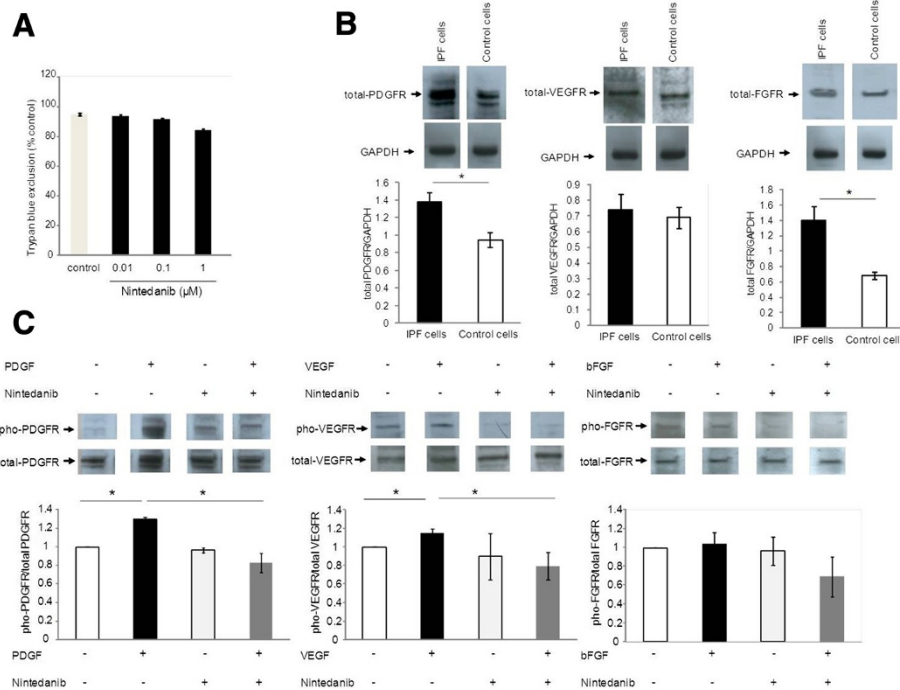 A
120
100
80
60
40
20
0
Trypan blue exclusion (% control)
control 0.01 0.1 1
Nintedanib (µM)
B
IPF cells Control cells
total-PDGFR
GAPDH
*
1.6
1.4
1.2
1
0.8
0.6
0.4
0.2
0
total PDGFR/GAPDH
IPF cells Control cells
IPF cells Control cells
total-VEGFR
GAPDH
0.9
0.8
0.7
0.6
0.5
0.4
0.3
0.2
0.1
0
total VEGFR/GAPDH
IPF cells Control cells
IPF cells Control cells
total-FGFR
GAPDH
*
1.8
1.6
1.4
1.2
1
0.8
0.6
0.4
0.2
0
total FGFR/GAPDH
IPF cells Control cells
C
PDGF - + - +
Nintedanib - - + +
pho-PDGFR
total-PDGFR
* *
1.4
1.2
1
0.8
0.6
0.4
0.2
0
pho-PDGFR/total PDGFR
PDGF - + - +
Nintedanib - - + +
VEGF - + - +
Nintedanib - - + +
pho-VEGFR
total-VEGFR
* *
1.4
1.2
1
0.8
0.6
0.4
0.2
0
pho-VEGFR/total VEGFR
VEGF - + - +
Nintedanib - - + +
bFGF - + - +
Nintedanib - - + +
pho-FGFR
total-FGFR
1.4
1.2
1
0.8
0.6
0.4
0.2
0
pho-FGFR/total FGFR
bFGF - + - +
Nintedanib - - + +